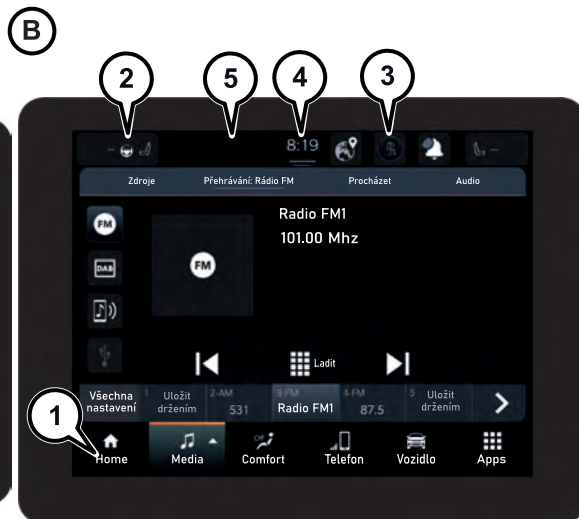 B
2
5
4
3
8:19
Zdroje Přehrávání: Rádio FM Procházet Audio
FM
Radio FM1
101.00 Mhz
DAB
FM
Ladit
Všechna nastavení
1 Uložit držením
2-AM 531
3-FM Radio FM1
4-FM 87.5
5 Uložit držením
1
Home Media Off Comfort Telefon Vozidlo Apps